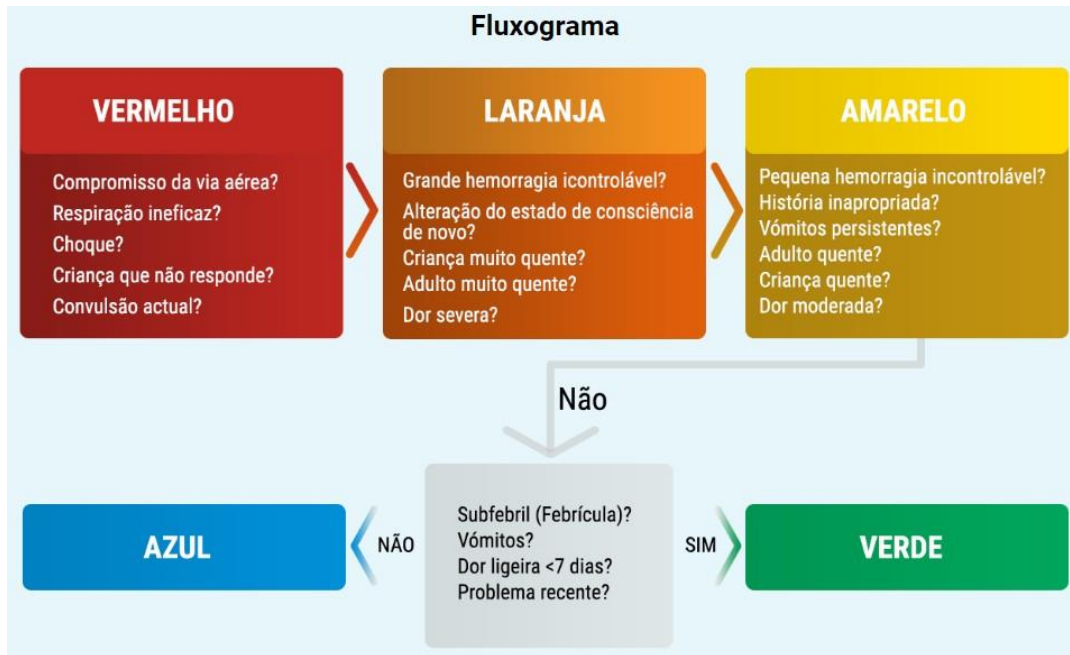 Fluxograma
VERMELHO
Compromisso da via aérea?
Respiração ineficaz?
Choque?
Criança que não responde?
Convulsão actual?
LARANJA
Grande hemorragia icontrolável?
Alteração do estado de consciência
de novo?
Criança muito quente?
Adulto muito quente?
Dor severa?
AMARELO
Pequena hemorragia incontrolável?
História inapropriada?
Vómitos persistentes?
Adulto quente?
Criança quente?
Dor moderada?
Não
Subfebril (Febrícula)?
Vómitos?
Dor ligeira <7 dias?
Problema recente?
NÃO
AZUL
SIM
VERDE